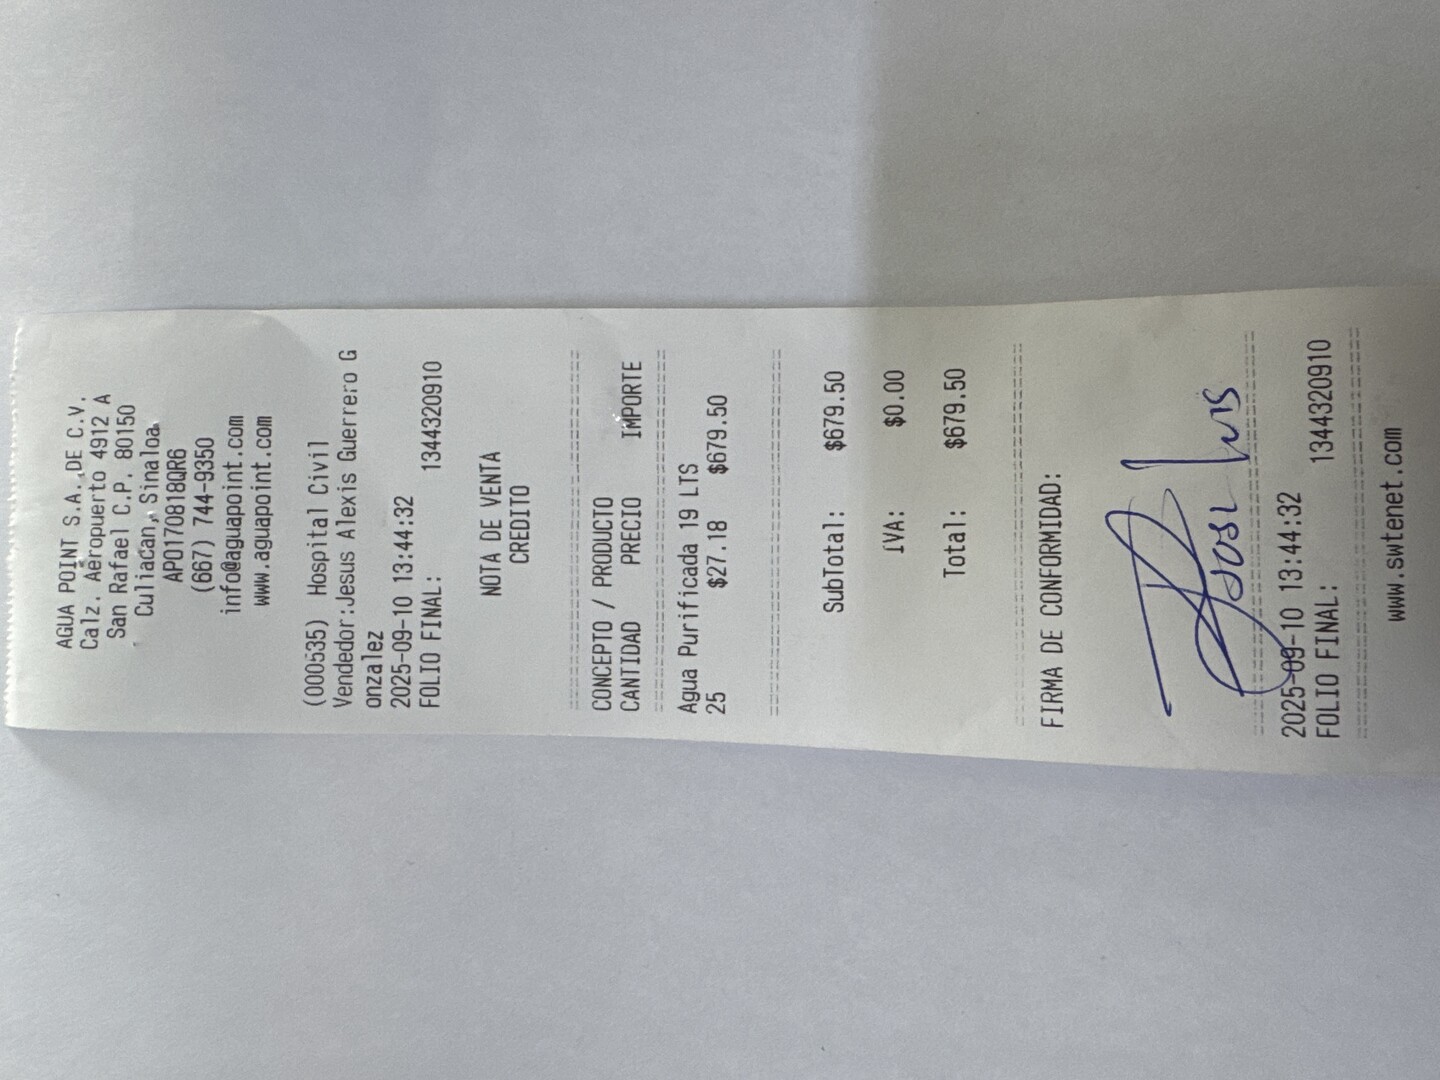 AGUA POINT S.A. DE C.V.
Calz. Aeropuerto 4912 A
San Rafael C.P. 80150
Culiacan, Sinaloa.
APO170818QR6
(667) 744-9350
info@aguapoint.com
www.aguapoint.com
(000535) Hospital Civil
Vendedor:Jesus Alexis Guerrero G
onzalez
2025-09-10 13:44:32
FOLIO FINAL: 1344320910
NOTA DE VENTA
CREDITO
CONCEPTO / PRODUCTO
CANTIDAD PRECIO IMPORTE
Agua Purificada 19 LTS
25 $27.18 $679.50
SubTotal: $679.50
IVA: $0.00
Total: $679.50
FIRMA DE CONFORMIDAD:
Jose Luis
2025-09-10 13:44:32
FOLIO FINAL: 1344320910
www.swtenet.com